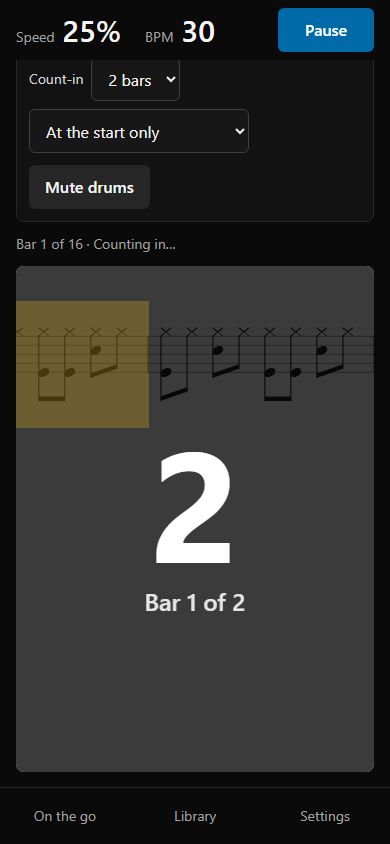 Speed 25% BPM 30 Pause
Count-in 2 bars
At the start only
Mute drums
Bar 1 of 16 · Counting in...
2
Bar 1 of 2
On the go Library Settings